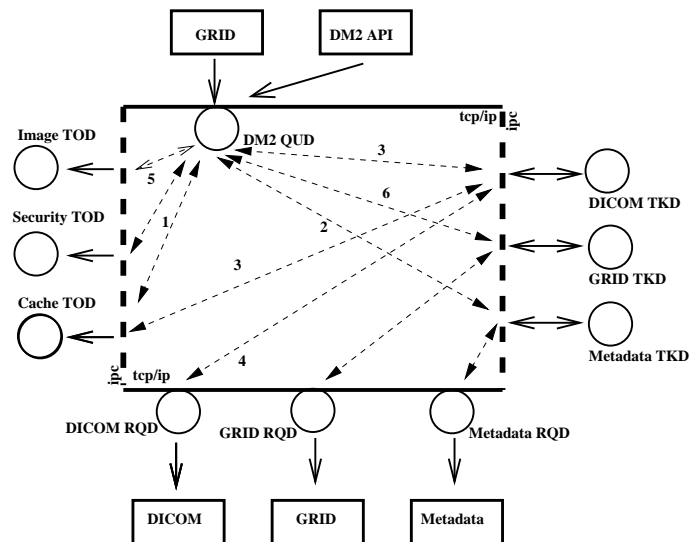 GRID
DM2 API
tcp/ip
ipc
Image TOD
DM2 QUD
3
5
6
DICOM TKD
Security TOD
1
2
3
GRID TKD
Cache TOD
4
Metadata TKD
ipc
tcp/ip
DICOM RQD
GRID RQD
Metadata RQD
DICOM
GRID
Metadata